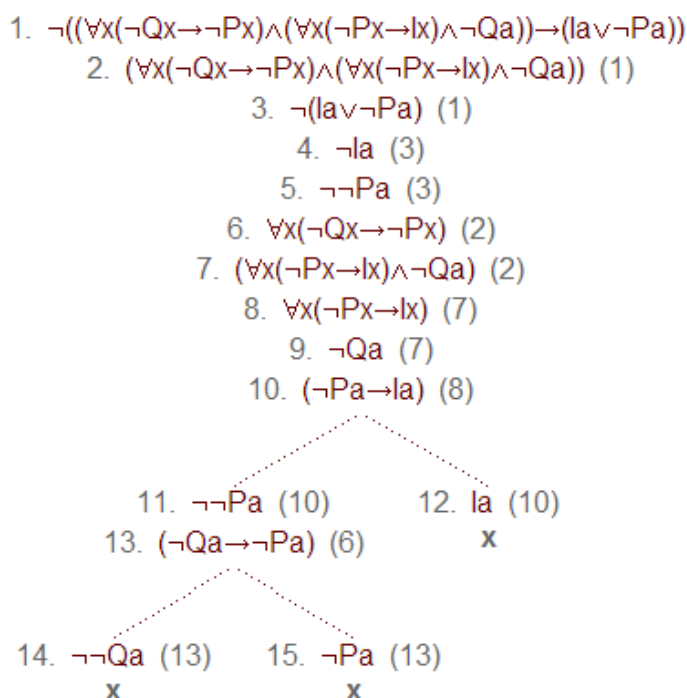 1. ¬((∀x(¬Qx→¬Px)∧(∀x(¬Px→Ix)∧¬Qa))→(Ia∨¬Pa))
2. (∀x(¬Qx→¬Px)∧(∀x(¬Px→Ix)∧¬Qa)) (1)
3. ¬(Ia∨¬Pa) (1)
4. ¬Ia (3)
5. ¬¬Pa (3)
6. ∀x(¬Qx→¬Px) (2)
7. (∀x(¬Px→Ix)∧¬Qa) (2)
8. ∀x(¬Px→Ix) (7)
9. ¬Qa (7)
10. (¬Pa→Ia) (8)
11. ¬¬Pa (10) 12. Ia (10)
13. (¬Qa→¬Pa) (6) x
14. ¬¬Qa (13) 15. ¬Pa (13)
x x